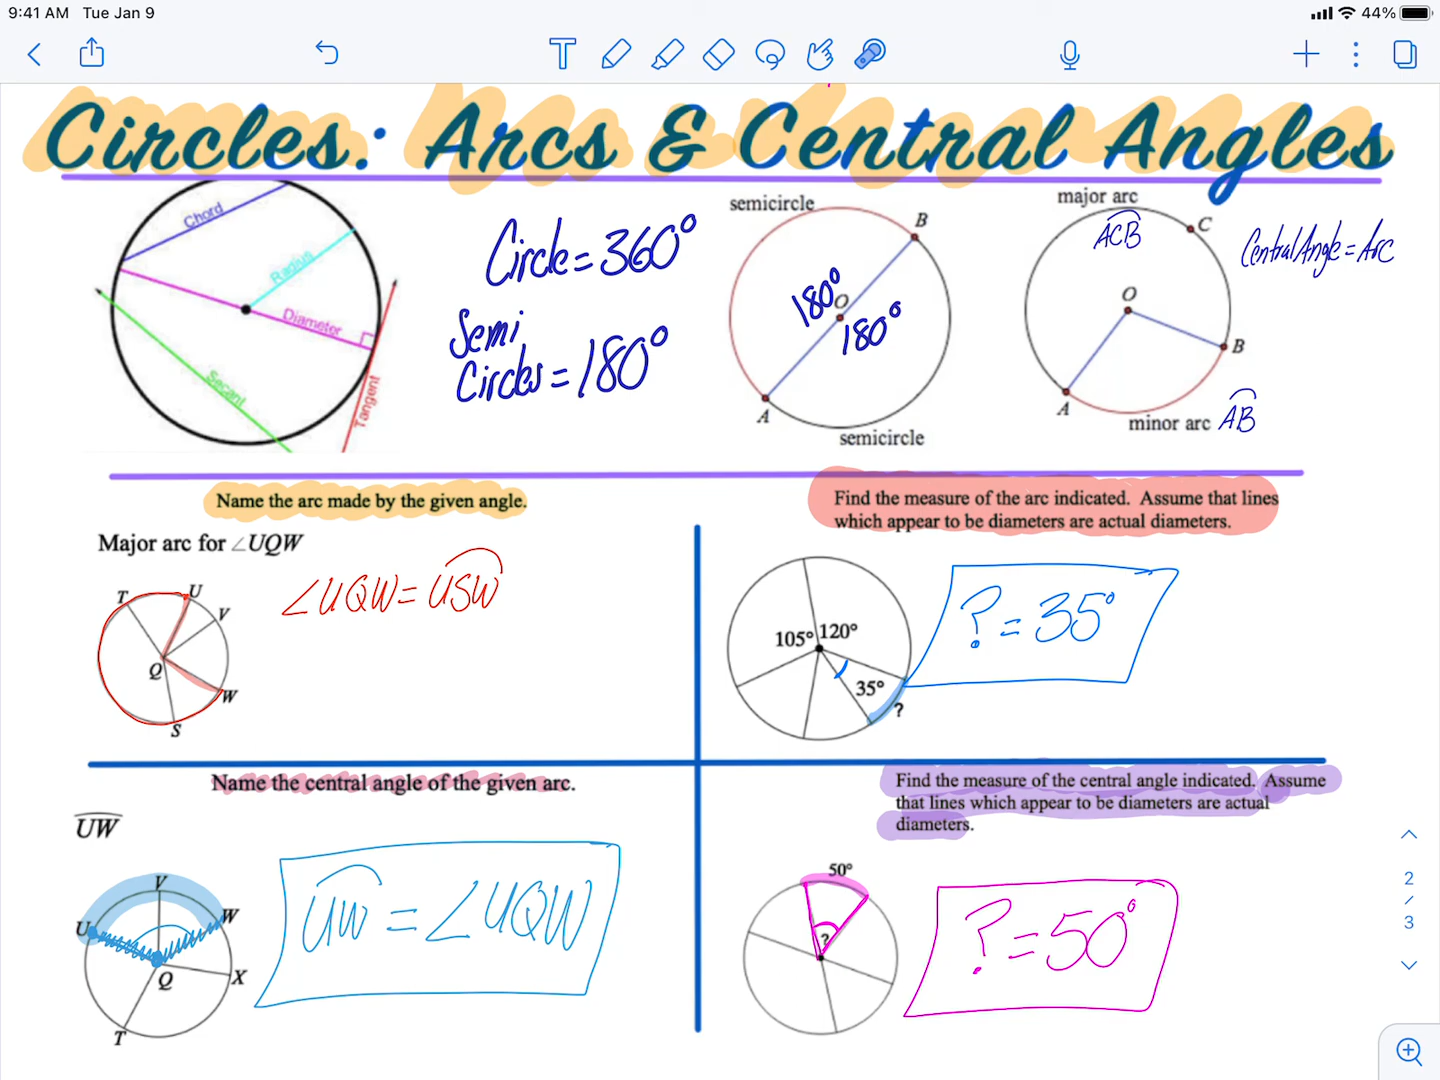 9:41 AM Tue Jan 9
44%
T
Circles: Arcs & Central Angles
Chord
Radius
Diameter
Secant
Tangent
Circle = 360°
Semi
Circles = 180°
semicircle
B
180°
O
180°
A
semicircle
major arc
ACB
C
Central Angle = Arc
O
B
A
minor arc AB
Name the arc made by the given angle.
Major arc for ∠UQW
∠UQW = USW
T
U
V
Q
W
S
Find the measure of the arc indicated. Assume that lines
which appear to be diameters are actual diameters.
105° 120°
35°
?
? = 35°
Name the central angle of the given arc.
UW
V
U
W
Q
X
T
UW = ∠UQW
Find the measure of the central angle indicated. Assume
that lines which appear to be diameters are actual
diameters.
50°
?
? = 50°
2
/
3